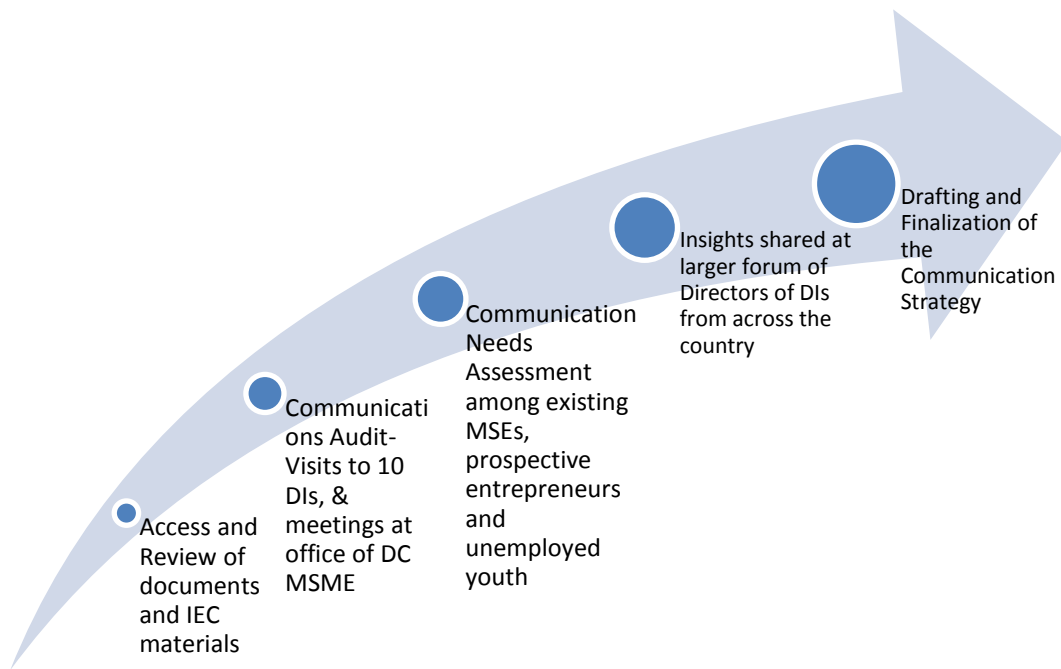 Access and
Review of
documents
and IEC
materials
Communicati
ons Audit-
Visits to 10
DIs, &
meetings at
office of DC
MSME
Communication
Needs
Assessment
among existing
MSEs,
prospective
entrepreneurs
and
unemployed
youth
Insights shared at
larger forum of
Directors of DIs
from across the
country
Drafting and
Finalization of
the
Communication
Strategy